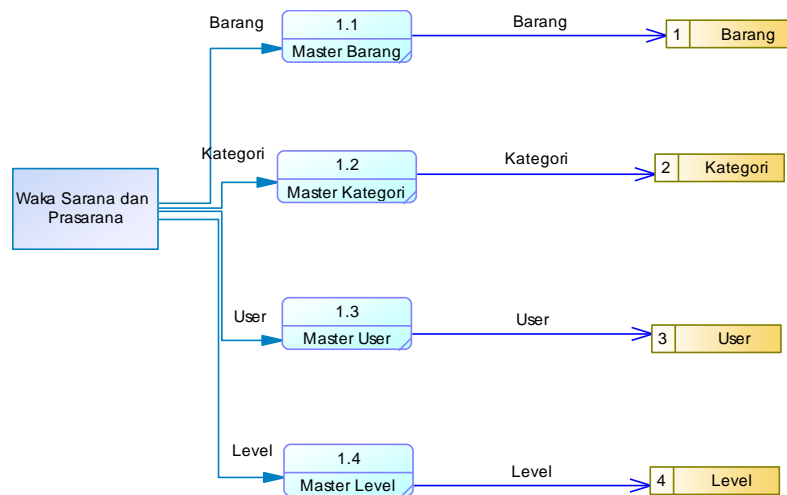 Barang
1.1
Master Barang
Barang
1 Barang
Kategori
1.2
Master Kategori
Kategori
2 Kategori
Waka Sarana dan
Prasarana
User
1.3
Master User
User
3 User
Level
1.4
Master Level
Level
4 Level